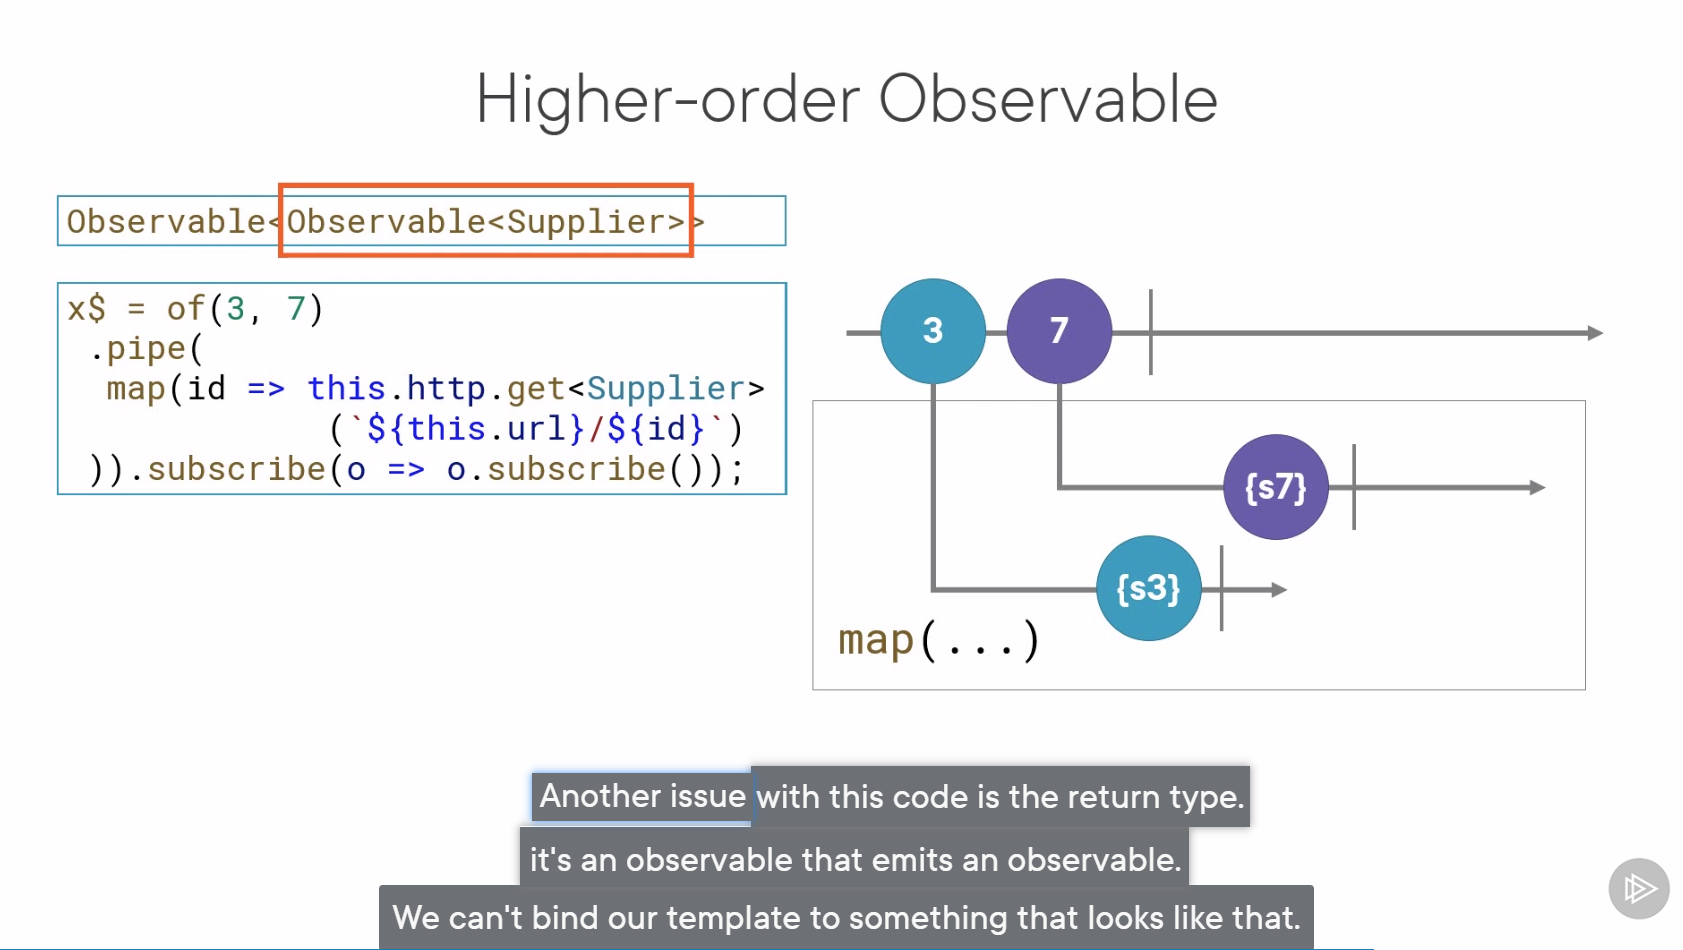 Higher-order Observable
Observable<Observable<Supplier>>
x$ = of(3, 7)
.pipe(
map(id => this.http.get<Supplier>
(`${this.url}/${id}`)
)).subscribe(o => o.subscribe());
3
7
{s7}
{s3}
map(...)
Another issue with this code is the return type.
it's an observable that emits an observable.
We can't bind our template to something that looks like that.